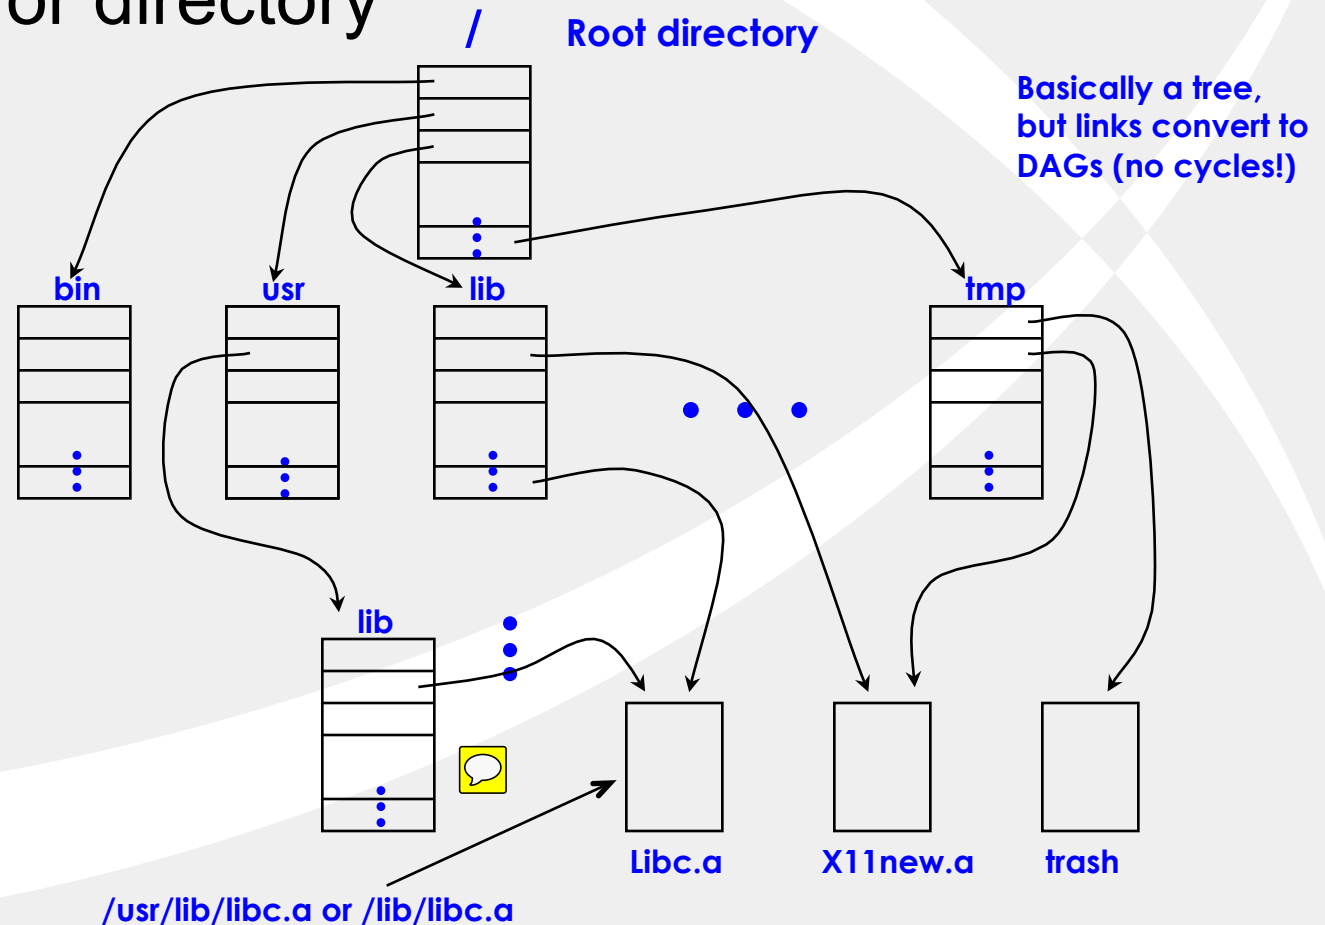 or directory
/ Root directory
Basically a tree,
but links convert to
DAGs (no cycles!)
bin usr lib tmp
lib
Libc.a X11new.a trash
/usr/lib/libc.a or /lib/libc.a